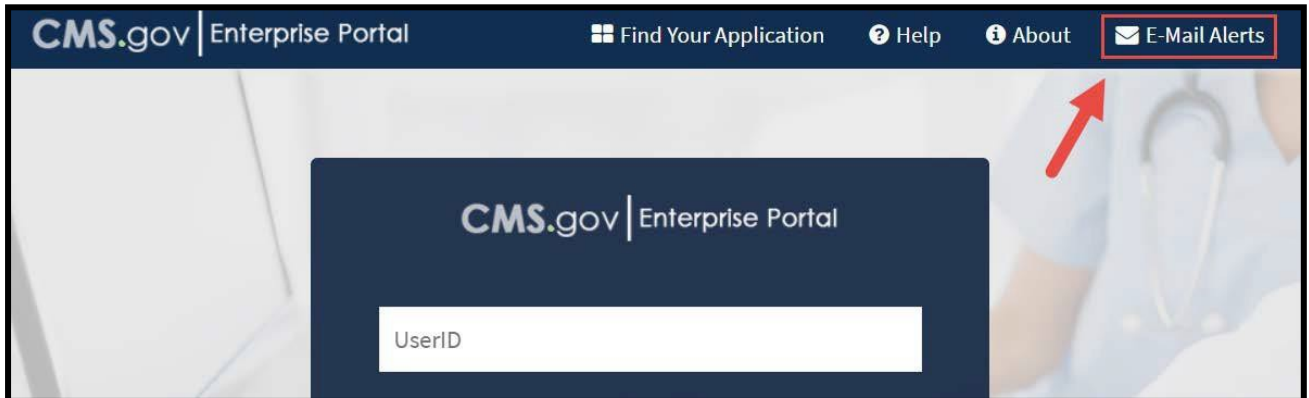 CMS.gov Enterprise Portal Find Your Application Help About E-Mail Alerts
CMS.gov Enterprise Portal
UserID